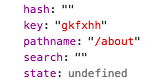 hash: ""
key: "gkfxhh"
pathname: "/about"
search: ""
state: undefined